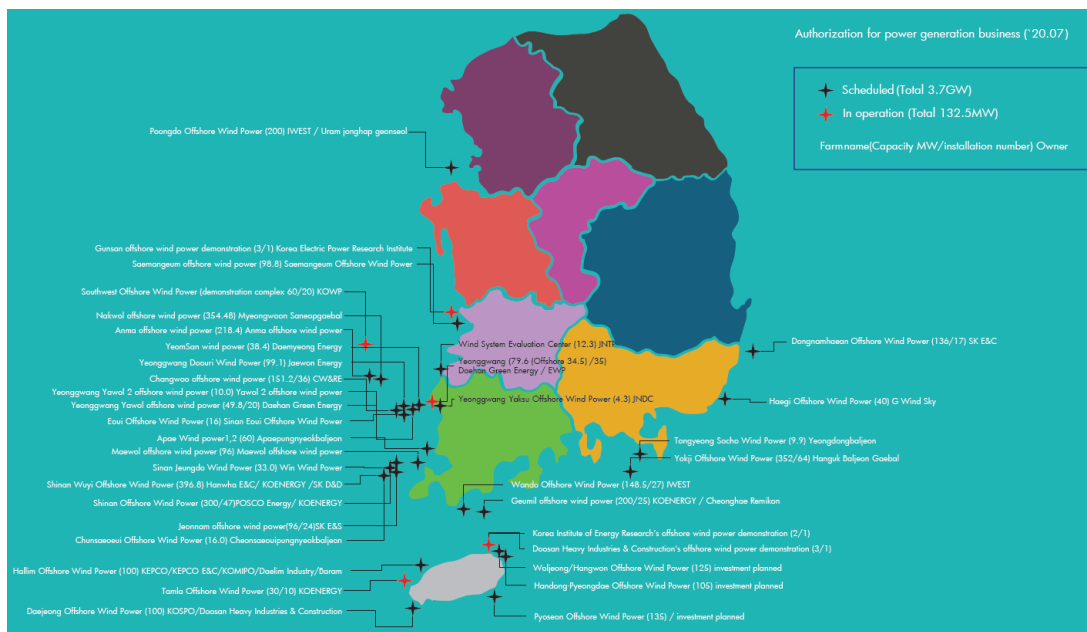 Authorization for power generation business (`20.07)
Scheduled (Total 3.7GW)
In operation (Total 132.5MW)
Farmname(Capacity MW/installation number) Owner
Poongdo Offshore Wind Power (200) IWEST / Uram jonghap geonseol
Gunsan offshore wind power demonstration (3/1) Korea Electric Power Research Institute
Saemangeum offshore wind power (98.8) Saemangeum Offshore Wind Power
Southwest Offshore Wind Power (demonstration complex 60/20) KOWP
Nakwol offshore wind power (354.48) Myeongwoon Saneopgaebal
Anma offshore wind power (218.4) Anma offshore wind power
YeomSan wind power (38.4) Daemyeong Energy
Yeonggwang Doouri Wind Power (99.1) Jaewon Energy
Changwoo offshore wind power (151.2/36) CW&RE
Yeonggwang Yawol 2 offshore wind power (10.0) Yawol 2 offshore wind power
Yeonggwang Yawol offshore wind power (49.8/20) Daehan Green Energy
Eoui Offshore Wind Power (16) Sinan Eoui Offshore Wind Power
Apae Wind power1,2 (60) Apaepungnyeokbaljeon
Maewol offshore wind power (96) Maewol offshore wind power
Sinan Jeungdo Wind Power (33.0) Win Wind Power
Shinan Wuyi Offshore Wind Power (396.8) Hanwha E&C/ KOENERGY /SK D&D
Shinan Offshore Wind Power (300/47)POSCO Energy/ KOENERGY
Jeonnam offshore wind power(96/24)SK E&S
Chunsaeoeui Offshore Wind Power (16.0) Cheonsaeouipungnyeokbaljeon
Wind System Evaluation Center (12.3) JNTP
Yeonggwang (79.6 (Offshore 34.5) /35)
Daehan Green Energy / EWP
Yeonggwang Yaksu Offshore Wind Power (4.3) JNDC
Dongnamhaean Offshore Wind Power (136/17) SK E&C
Haegi Offshore Wind Power (40) G Wind Sky
Tongyeong Socho Wind Power (9.9) Yeongdongbaljeon
Yokji Offshore Wind Power (352/64) Hanguk Baljeon Gaebal
Wando Offshore Wind Power (148.5/27) IWEST
Geumil offshore wind power (200/25) KOENERGY / Cheonghae Remikon
Korea Institute of Energy Research's offshore wind power demonstration (2/1)
Doosan Heavy Industries & Construction's offshore wind power demonstration (3/1)
Woljeong/Hangwon Offshore Wind Power (125) investment planned
Handong·Pyeongdae Offshore Wind Power (105) investment planned
Pyoseon Offshore Wind Power (135) / investment planned
Hallim Offshore Wind Power (100) KEPCO/KEPCO E&C/KOMIPO/Daelim Industry/Baram
Tamla Offshore Wind Power (30/10) KOENERGY
Daejeong Offshore Wind Power (100) KOSPO/Doosan Heavy Industries & Construction